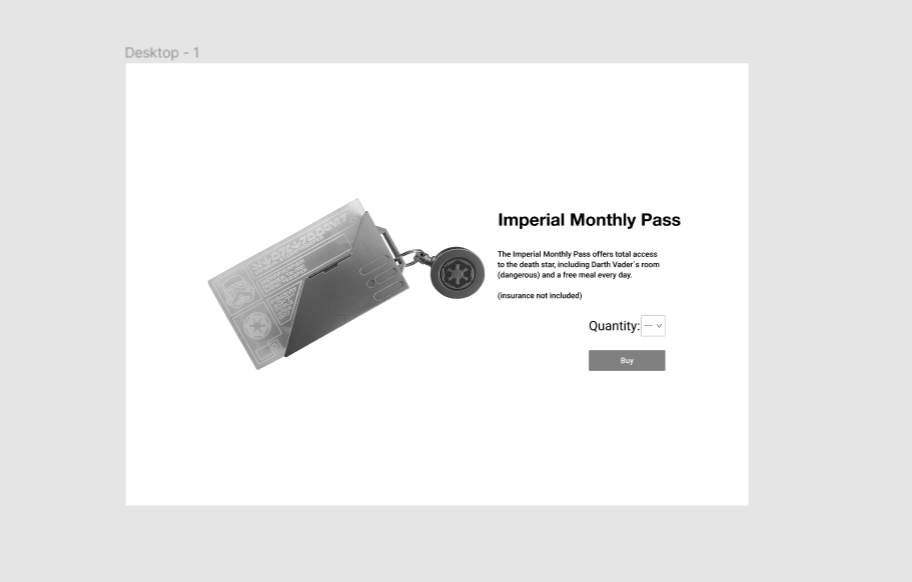 Desktop - 1
Imperial Monthly Pass
The Imperial Monthly Pass offers total access
to the death star, including Darth Vader´s room
(dangerous) and a free meal every day.
(insurance not included)
Quantity: --
Buy